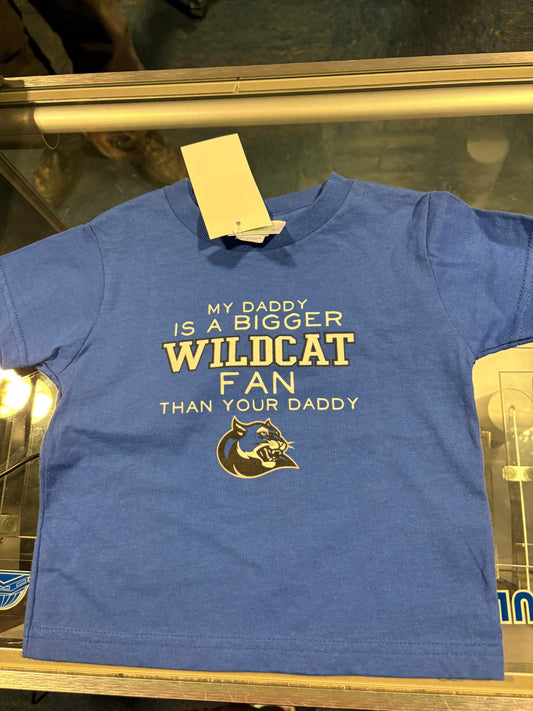 MY DADDY
IS A BIGGER
WILDCAT
FAN
THAN YOUR DADDY